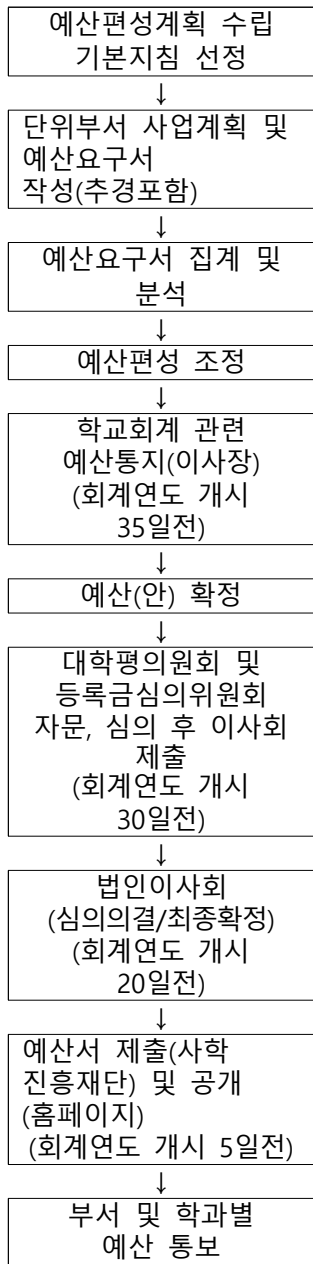 예산편성계획 수립
기본지침 선정
↓
단위부서 사업계획 및
예산요구서
작성(추경포함)
↓
예산요구서 집계 및
분석
↓
예산편성 조정
↓
학교회계 관련
예산통지(이사장)
(회계연도 개시
35일전)
↓
예산(안) 확정
↓
대학평의원회 및
등록금심의위원회
자문, 심의 후 이사회
제출
(회계연도 개시
30일전)
↓
법인이사회
(심의의결/최종확정)
(회계연도 개시
20일전)
↓
예산서 제출(사학
진흥재단) 및 공개
(홈페이지)
(회계연도 개시 5일전)
↓
부서 및 학과별
예산 통보